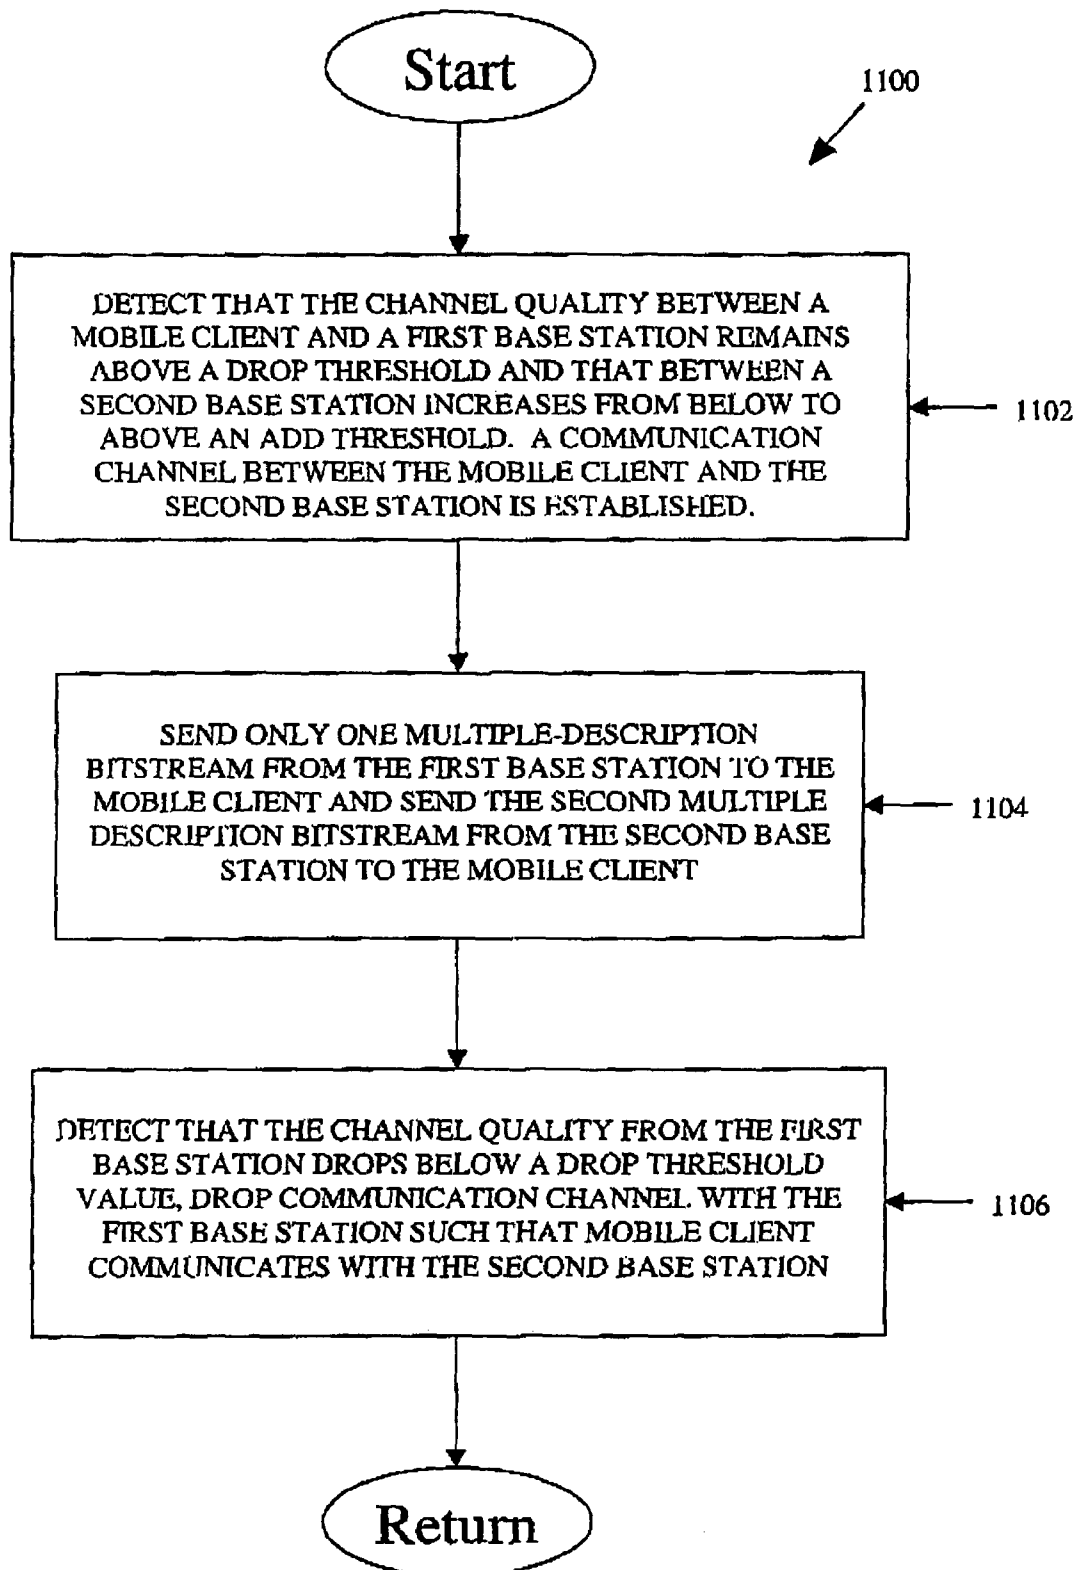 Start
1100
DETECT THAT THE CHANNEL QUALITY BETWEEN A
MOBILE CLIENT AND A FIRST BASE STATION REMAINS
ABOVE A DROP THRESHOLD AND THAT BETWEEN A
SECOND BASE STATION INCREASES FROM BELOW TO
ABOVE AN ADD THRESHOLD. A COMMUNICATION
CHANNEL BETWEEN THE MOBILE CLIENT AND THE
SECOND BASE STATION IS ESTABLISHED.
1102
SEND ONLY ONE MULTIPLE-DESCRIPTION
BITSTREAM FROM THE FIRST BASE STATION TO THE
MOBILE CLIENT AND SEND THE SECOND MULTIPLE
DESCRIPTION BITSTREAM FROM THE SECOND BASE
STATION TO THE MOBILE CLIENT
1104
DETECT THAT THE CHANNEL QUALITY FROM THE FIRST
BASE STATION DROPS BELOW A DROP THRESHOLD
VALUE, DROP COMMUNICATION CHANNEL WITH THE
FIRST BASE STATION SUCH THAT MOBILE CLIENT
COMMUNICATES WITH THE SECOND BASE STATION
1106
Return